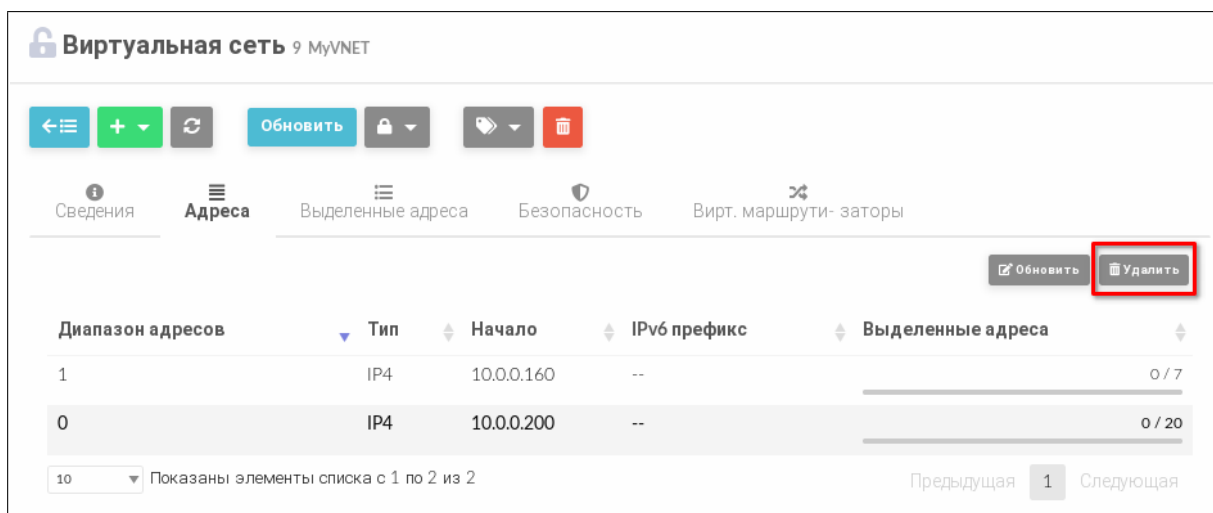 Виртуальная сеть 9 MyVNET
Обновить
Сведения Адреса Выделенные адреса Безопасность Вирт. маршрути- заторы
Обновить Удалить
Диапазон адресов Тип Начало IPv6 префикс Выделенные адреса
1 IP4 10.0.0.160 -- 0 / 7
0 IP4 10.0.0.200 -- 0 / 20
10 Показаны элементы списка с 1 по 2 из 2 Предыдущая 1 Следующая